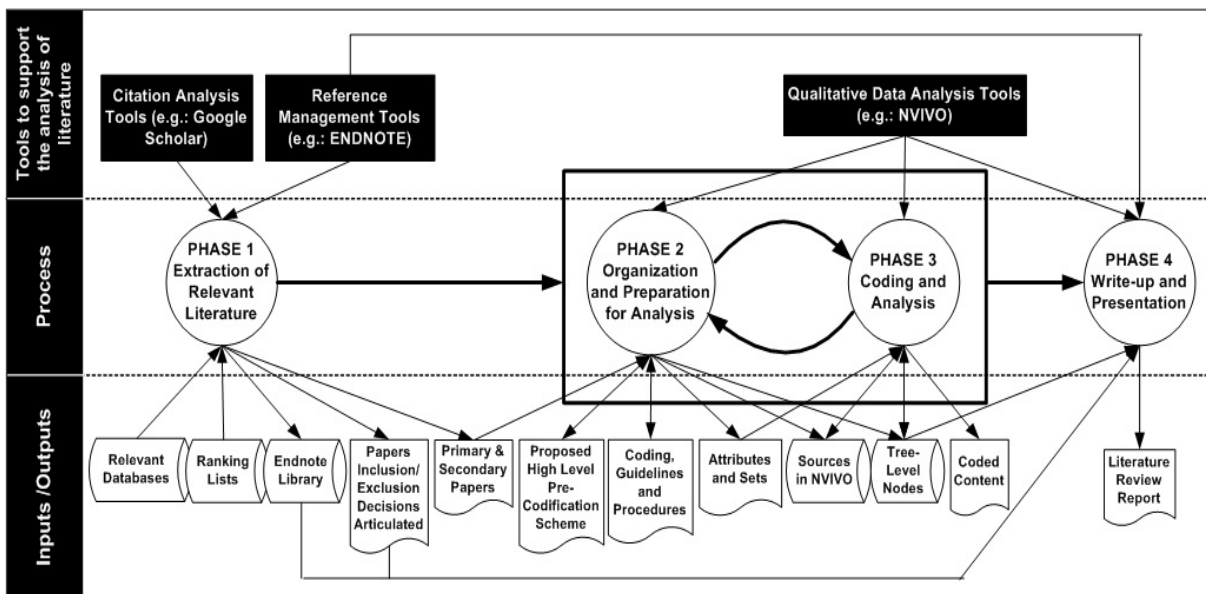 Tools to support
the analysis of
literature
Citation Analysis
Tools (e.g.: Google
Scholar)
Reference
Management Tools
(e.g.: ENDNOTE)
Qualitative Data Analysis Tools
(e.g.: NVIVO)
Process
PHASE 1
Extraction of
Relevant
Literature
PHASE 2
Organization
and Preparation
for Analysis
PHASE 3
Coding and
Analysis
PHASE 4
Write-up and
Presentation
Inputs /Outputs
Relevant
Databases
Ranking
Lists
Endnote
Library
Papers
Inclusion/
Exclusion
Decisions
Articulated
Primary &
Secondary
Papers
Proposed
High Level
Pre-
Codification
Scheme
Coding,
Guidelines
and
Procedures
Attributes
and Sets
Sources
in NVIVO
Tree-
Level
Nodes
Coded
Content
Literature
Review
Report